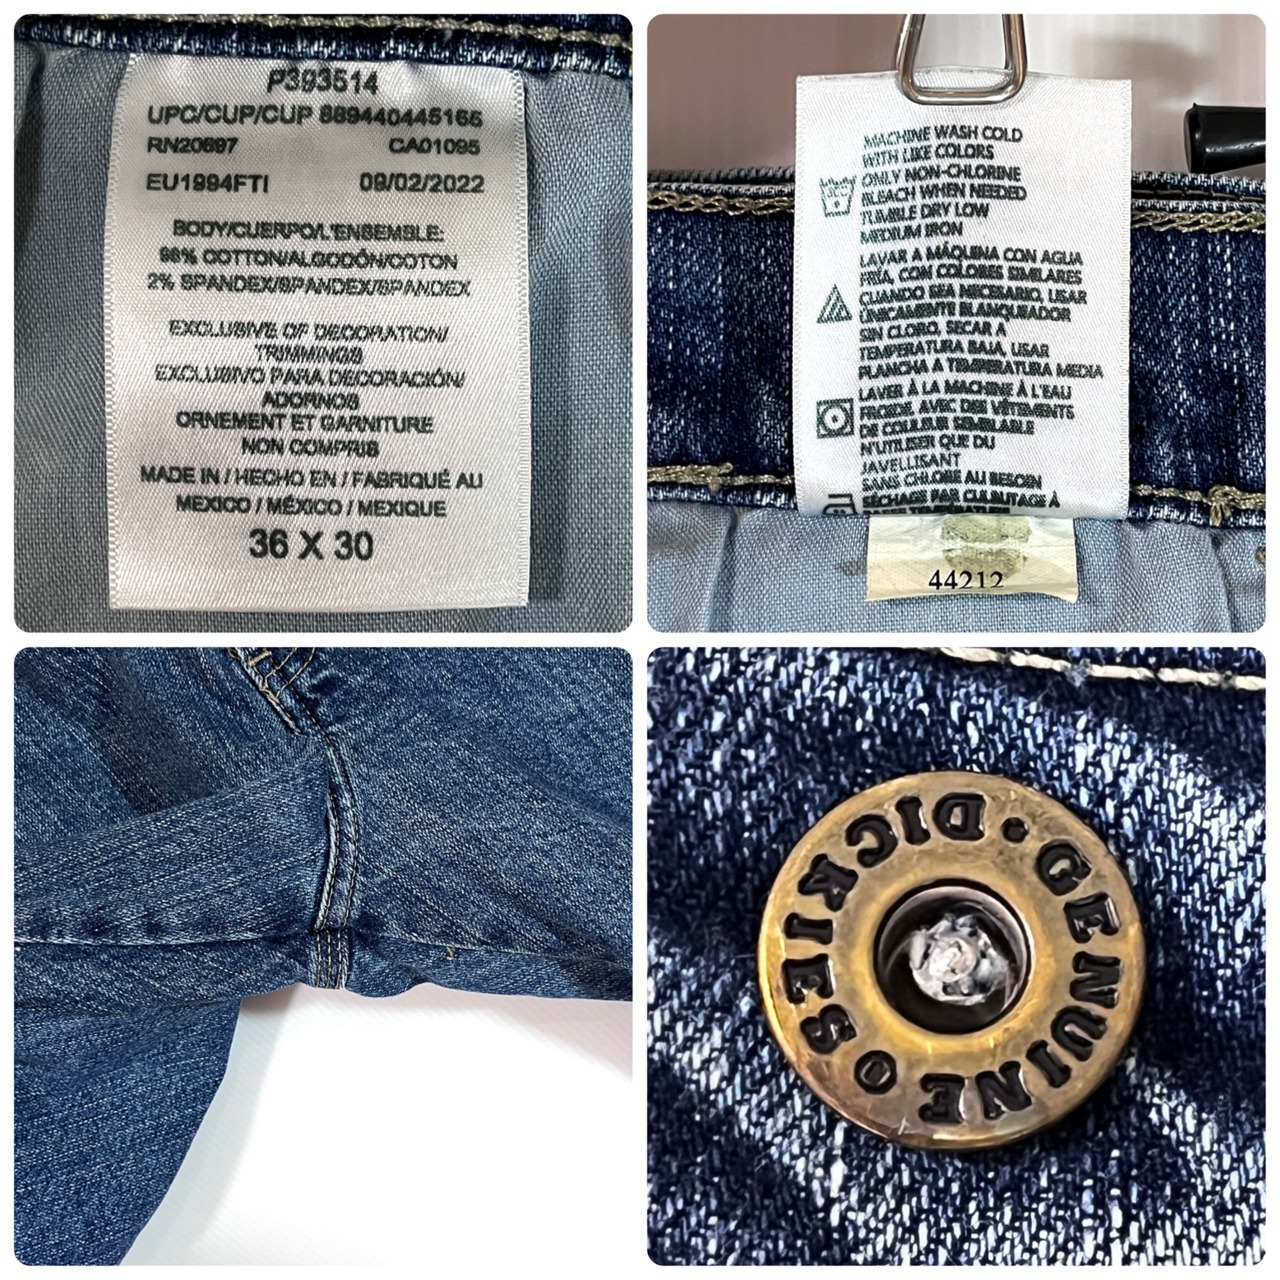 P393514
UPC/CUP/CUP 889440445165
RN20697 CA01095
EU1994FTI 09/02/2022
BODY/CUERPO/L'ENSEMBLE:
98% COTTON/ALGODÓN/COTON
2% SPANDEX/SPANDEX/SPANDEX
EXCLUSIVE OF DECORATION/
TRIMMINGS
EXCLUSIVO PARA DECORACIÓN/
ADORNOS
ORNEMENT ET GARNITURE
NON COMPRIS
MADE IN / HECHO EN / FABRIQUÉ AU
MEXICO / MÉXICO / MEXIQUE
36 X 30
MACHINE WASH COLD
WITH LIKE COLORS
ONLY NON-CHLORINE
BLEACH WHEN NEEDED
TUMBLE DRY LOW
MEDIUM IRON
LAVAR A MÁQUINA CON AGUA
FRÍA, CON COLORES SIMILARES
CUANDO SEA NECESARIO, USAR
ÚNICAMENTE BLANQUEADOR
SIN CLORO, SECAR A
TEMPERATURA BAJA, USAR
PLANCHA A TEMPERATURA MEDIA
LAVER À LA MACHINE À L'EAU
FROIDE, AVEC DES VÊTEMENTS
DE COULEUR SEMBLABLE
N'UTILISER QUE DU
JAVELLISANT
SANS CHLORE AU BESOIN
SÉCHAGE PAR CULBUTAGE À
44212
GENUINE DICKIES